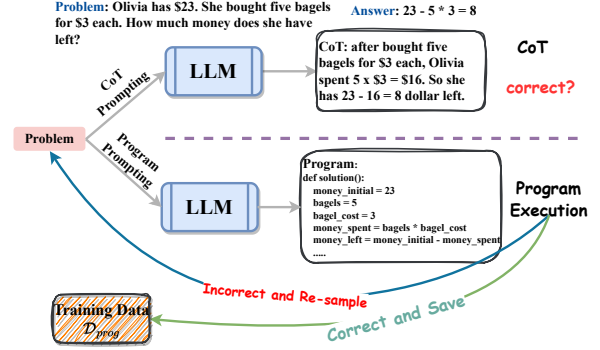 Problem: Olivia has $23. She bought five bagels
for $3 each. How much money does she have
left?
Answer: 23 - 5 * 3 = 8
CoT
Prompting
LLM
CoT: after bought five
bagels for $3 each, Olivia
spent 5 x $3 = $16. So she
has 23 - 16 = 8 dollar left.
CoT
correct?
Problem
Program
Prompting
LLM
Program:
def solution():
money_initial = 23
bagels = 5
bagel_cost = 3
money_spent = bagels * bagel_cost
money_left = money_initial - money_spent
.....
Program
Execution
Incorrect and Re-sample
Correct and Save
Training Data
𝒟prog